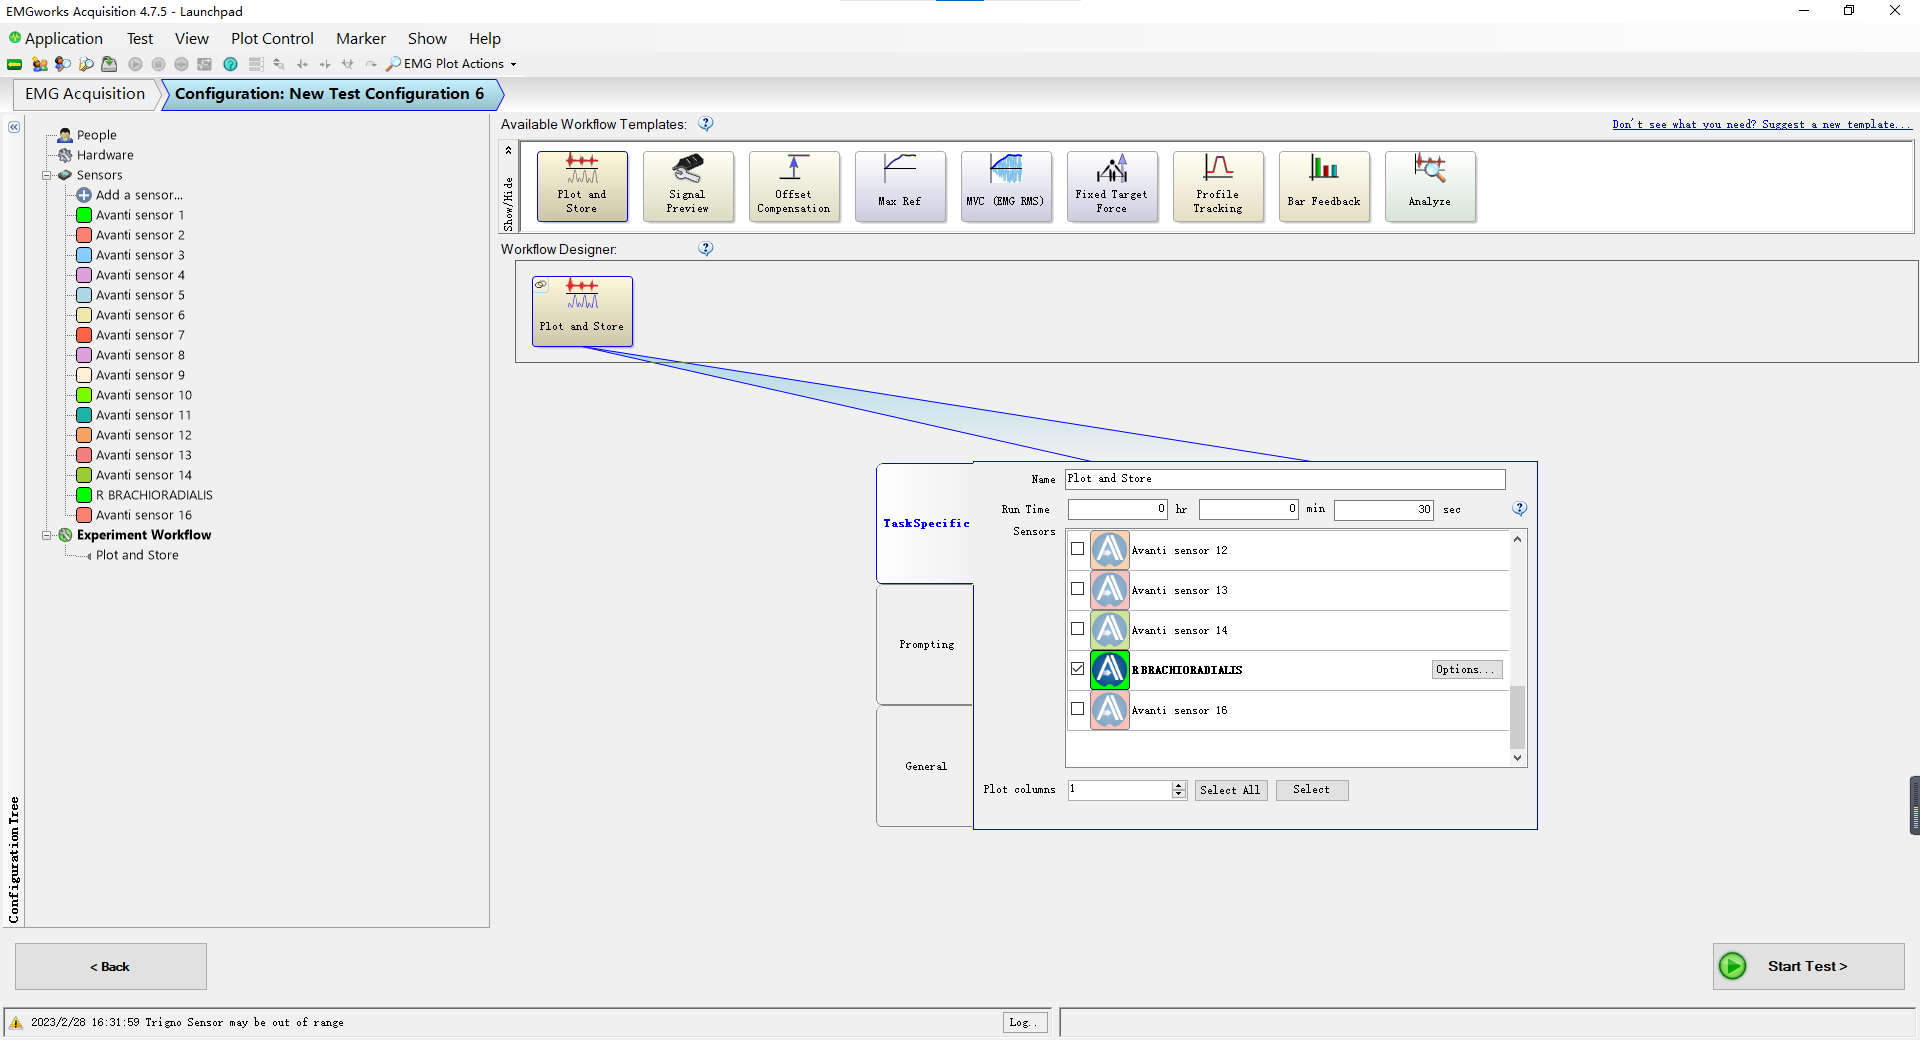 EMGworks Acquisition 4.7.5 - Launchpad
Application Test View Plot Control Marker Show Help
EMG Plot Actions
EMG Acquisition Configuration: New Test Configuration 6
People
Hardware
Sensors
Add a sensor...
Avanti sensor 1
Avanti sensor 2
Avanti sensor 3
Avanti sensor 4
Avanti sensor 5
Avanti sensor 6
Avanti sensor 7
Avanti sensor 8
Avanti sensor 9
Avanti sensor 10
Avanti sensor 11
Avanti sensor 12
Avanti sensor 13
Avanti sensor 14
R BRACHIORADIALIS
Avanti sensor 16
Experiment Workflow
Plot and Store
Configuration Tree
Available Workflow Templates:
Don't see what you need? Suggest a new template...
Show/Hide
Plot and
Store
Signal
Preview
Offset
Compensation
Max Ref
MVC (EMG RMS)
Fixed Target
Force
Profile
Tracking
Bar Feedback
Analyze
Workflow Designer:
Plot and Store
TaskSpecific
Prompting
General
Name Plot and Store
Run Time 0 hr 0 min 30 sec
Sensors
Avanti sensor 12
Avanti sensor 13
Avanti sensor 14
R BRACHIORADIALIS Options...
Avanti sensor 16
Plot columns 1 Select All Select
< Back
Start Test >
2023/2/28 16:31:59 Trigno Sensor may be out of range
Log..